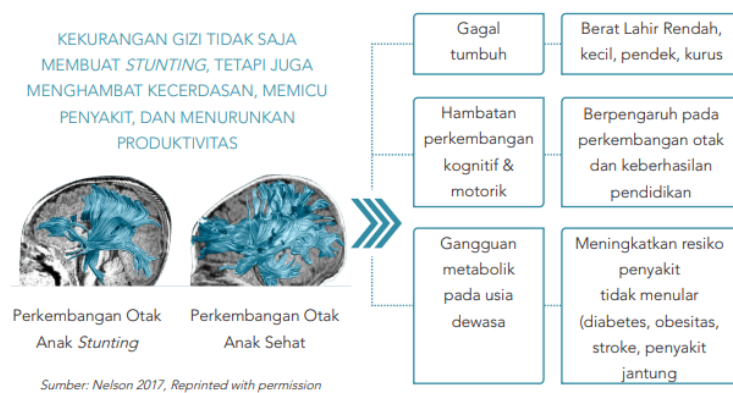 KEKURANGAN GIZI TIDAK SAJA
MEMBUAT STUNTING, TETAPI JUGA
MENGHAMBAT KECERDASAN, MEMICU
PENYAKIT, DAN MENURUNKAN
PRODUKTIVITAS
Perkembangan Otak
Anak Stunting
Perkembangan Otak
Anak Sehat
Sumber: Nelson 2017, Reprinted with permission
Gagal
tumbuh
Berat Lahir Rendah,
kecil, pendek, kurus
Hambatan
perkembangan
kognitif &
motorik
Berpengaruh pada
perkembangan otak
dan keberhasilan
pendidikan
Gangguan
metabolik
pada usia
dewasa
Meningkatkan resiko
penyakit
tidak menular
(diabetes, obesitas,
stroke, penyakit
jantung